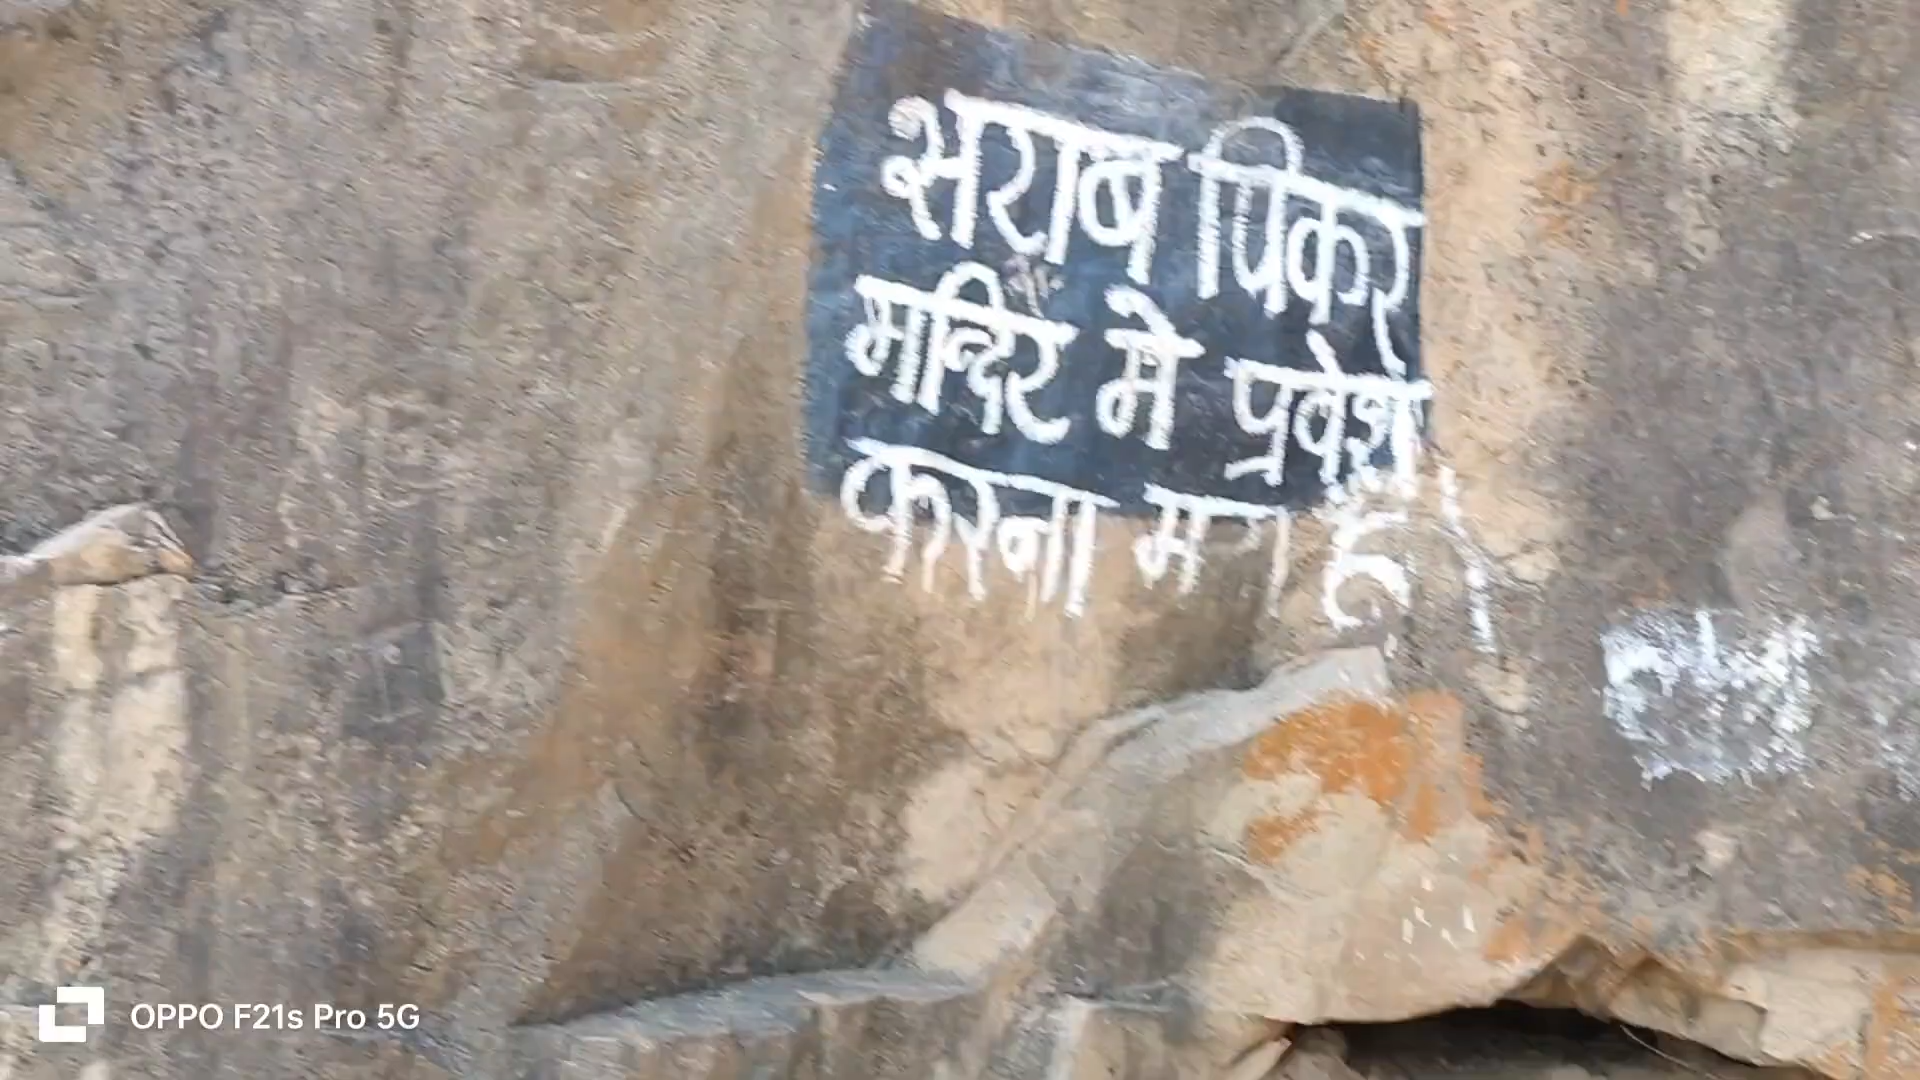 शराब पिकर
मन्दिर मे प्रवेश
करना मना है।
OPPO F21s Pro 5G